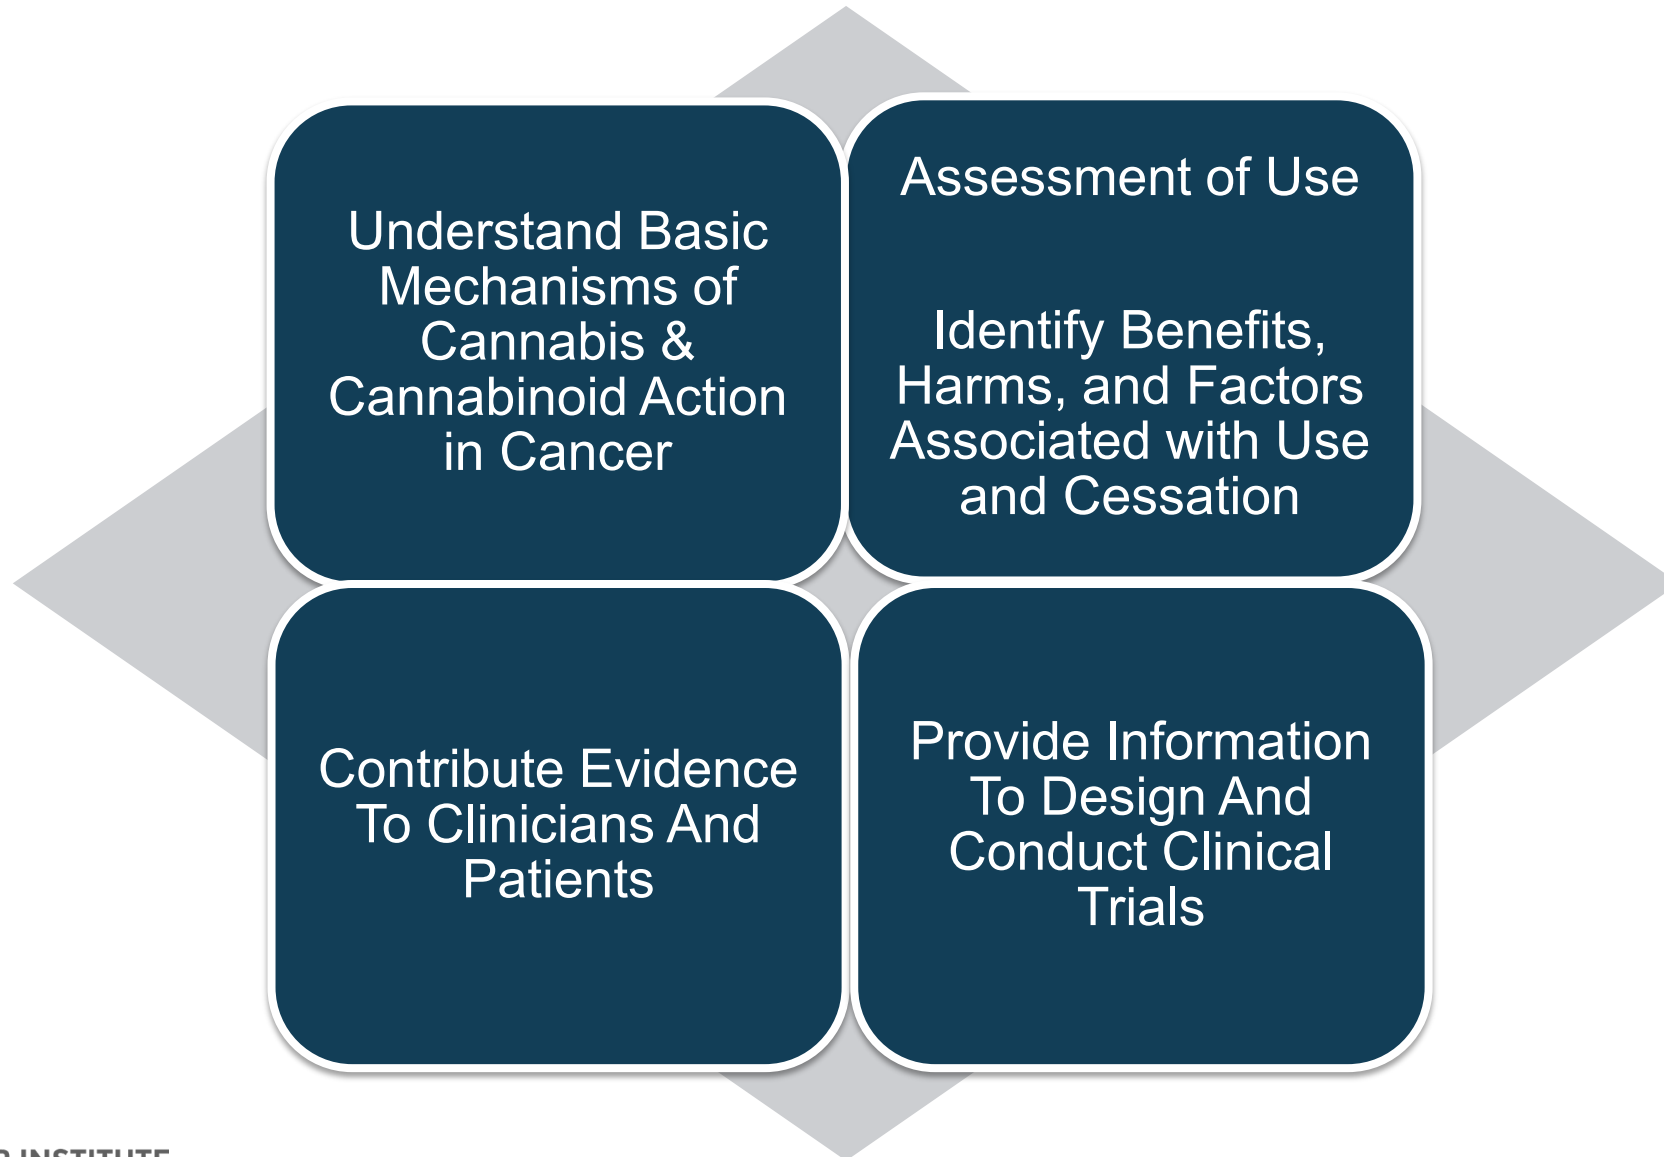 Understand Basic
Mechanisms of
Cannabis &
Cannabinoid Action
in Cancer
Assessment of Use
Identify Benefits,
Harms, and Factors
Associated with Use
and Cessation
Contribute Evidence
To Clinicians And
Patients
Provide Information
To Design And
Conduct Clinical
Trials
INSTITUTE